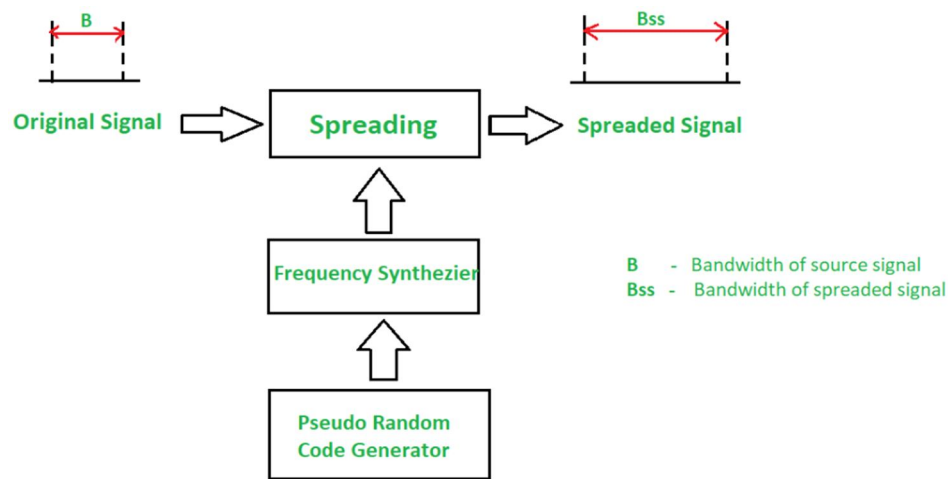 B
Bss
Original Signal
Spreading
Spreaded Signal
Frequency Synthezier
B - Bandwidth of source signal
Bss - Bandwidth of spreaded signal
Pseudo Random
Code Generator